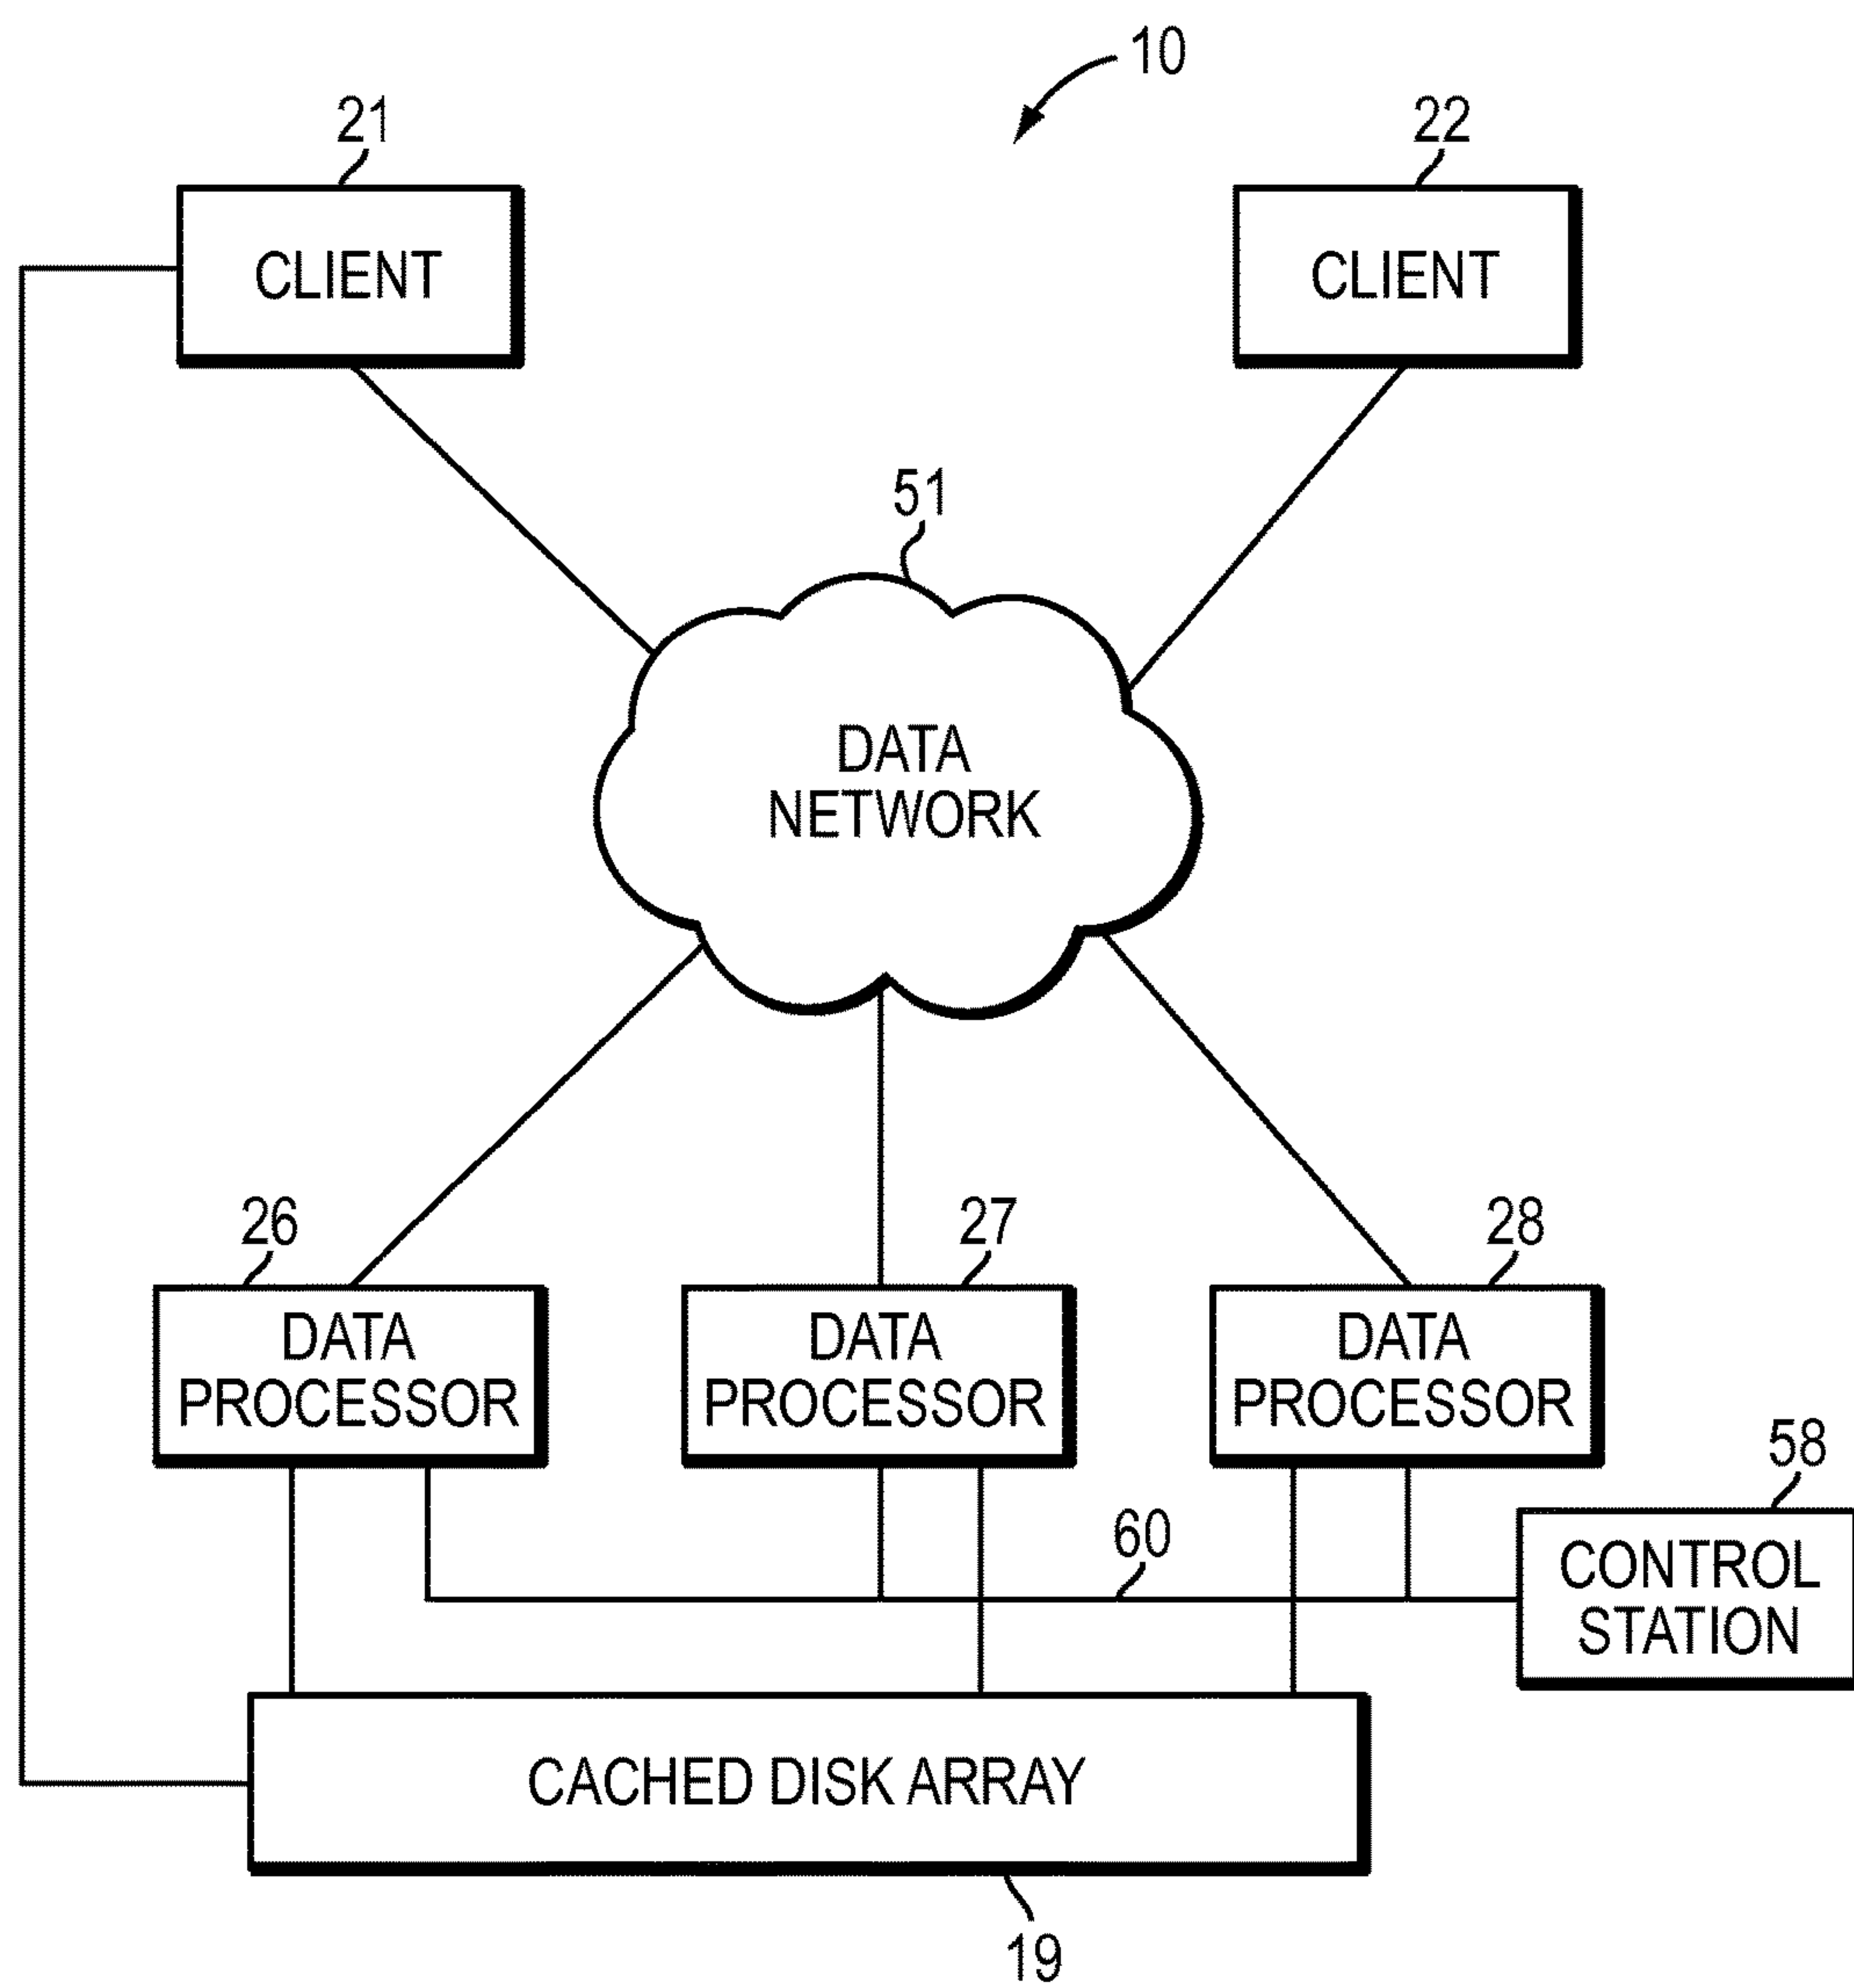 10
21
22
CLIENT
CLIENT
51
DATA
NETWORK
26
27
28
DATA
PROCESSOR
DATA
PROCESSOR
DATA
PROCESSOR
58
60
CONTROL
STATION
CACHED DISK ARRAY
19